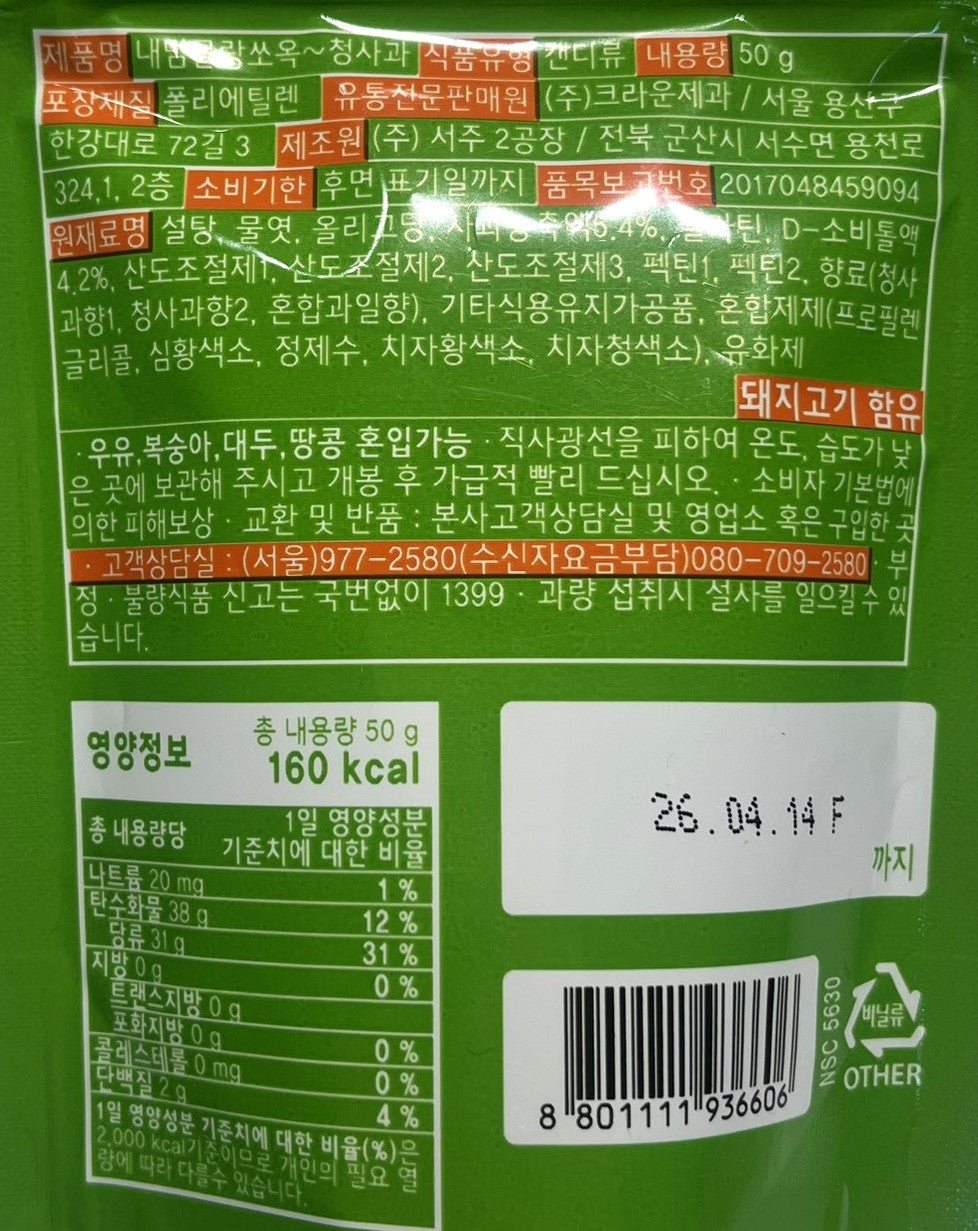 제품명 쏘옥~청사과 식품유형 캔디류 내용량 50 g
포장재질 폴리에틸렌 유통전문판매원 (주)크라운제과 / 서울 용산구
한강대로 72길 3 제조원 (주) 서주 2공장 / 전북 군산시 서수면 용천로
324,1, 2층 소비기한 후면 표기일까지 품목보고번호 2017048459094
원재료명 설탕, 물엿, 올리고당, D-소비톨액
4.2%, 산도조절제1, 산도조절제2, 산도조절제3, 펙틴1, 펙틴2, 향료(청사
과향1, 청사과향2, 혼합과일향), 기타식용유지가공품, 혼합제제(프로필렌
글리콜, 심황색소, 정제수, 치자황색소, 치자청색소), 유화제
돼지고기 함유
· 우유,복숭아,대두,땅콩 혼입가능 · 직사광선을 피하여 온도, 습도가 낮
은 곳에 보관해 주시고 개봉 후 가급적 빨리 드십시오. · 소비자 기본법에
의한 피해보상 · 교환 및 반품 : 본사고객상담실 및 영업소 혹은 구입한 곳
· 고객상담실 : (서울)977-2580(수신자요금부담)080-709-2580 · 부
정 · 불량식품 신고는 국번없이 1399 · 과량 섭취시 설사를 일으킬 수 있
습니다.
영양정보 총 내용량 50 g
160 kcal
총 내용량당 1일 영양성분
기준치에 대한 비율
나트륨 20 mg 1 %
탄수화물 38 g 12 %
당류 31 g 31 %
지방 0 g 0 %
트랜스지방 0 g
포화지방 0 g 0 %
콜레스테롤 0 mg 0 %
단백질 2 g 4 %
1일 영양성분 기준치에 대한 비율(%)은
2,000 kcal기준이므로 개인의 필요 열
량에 따라 다를수 있습니다.
26.04.14 F
까지
8 801111 936606
NSC 5630
비닐류
OTHER